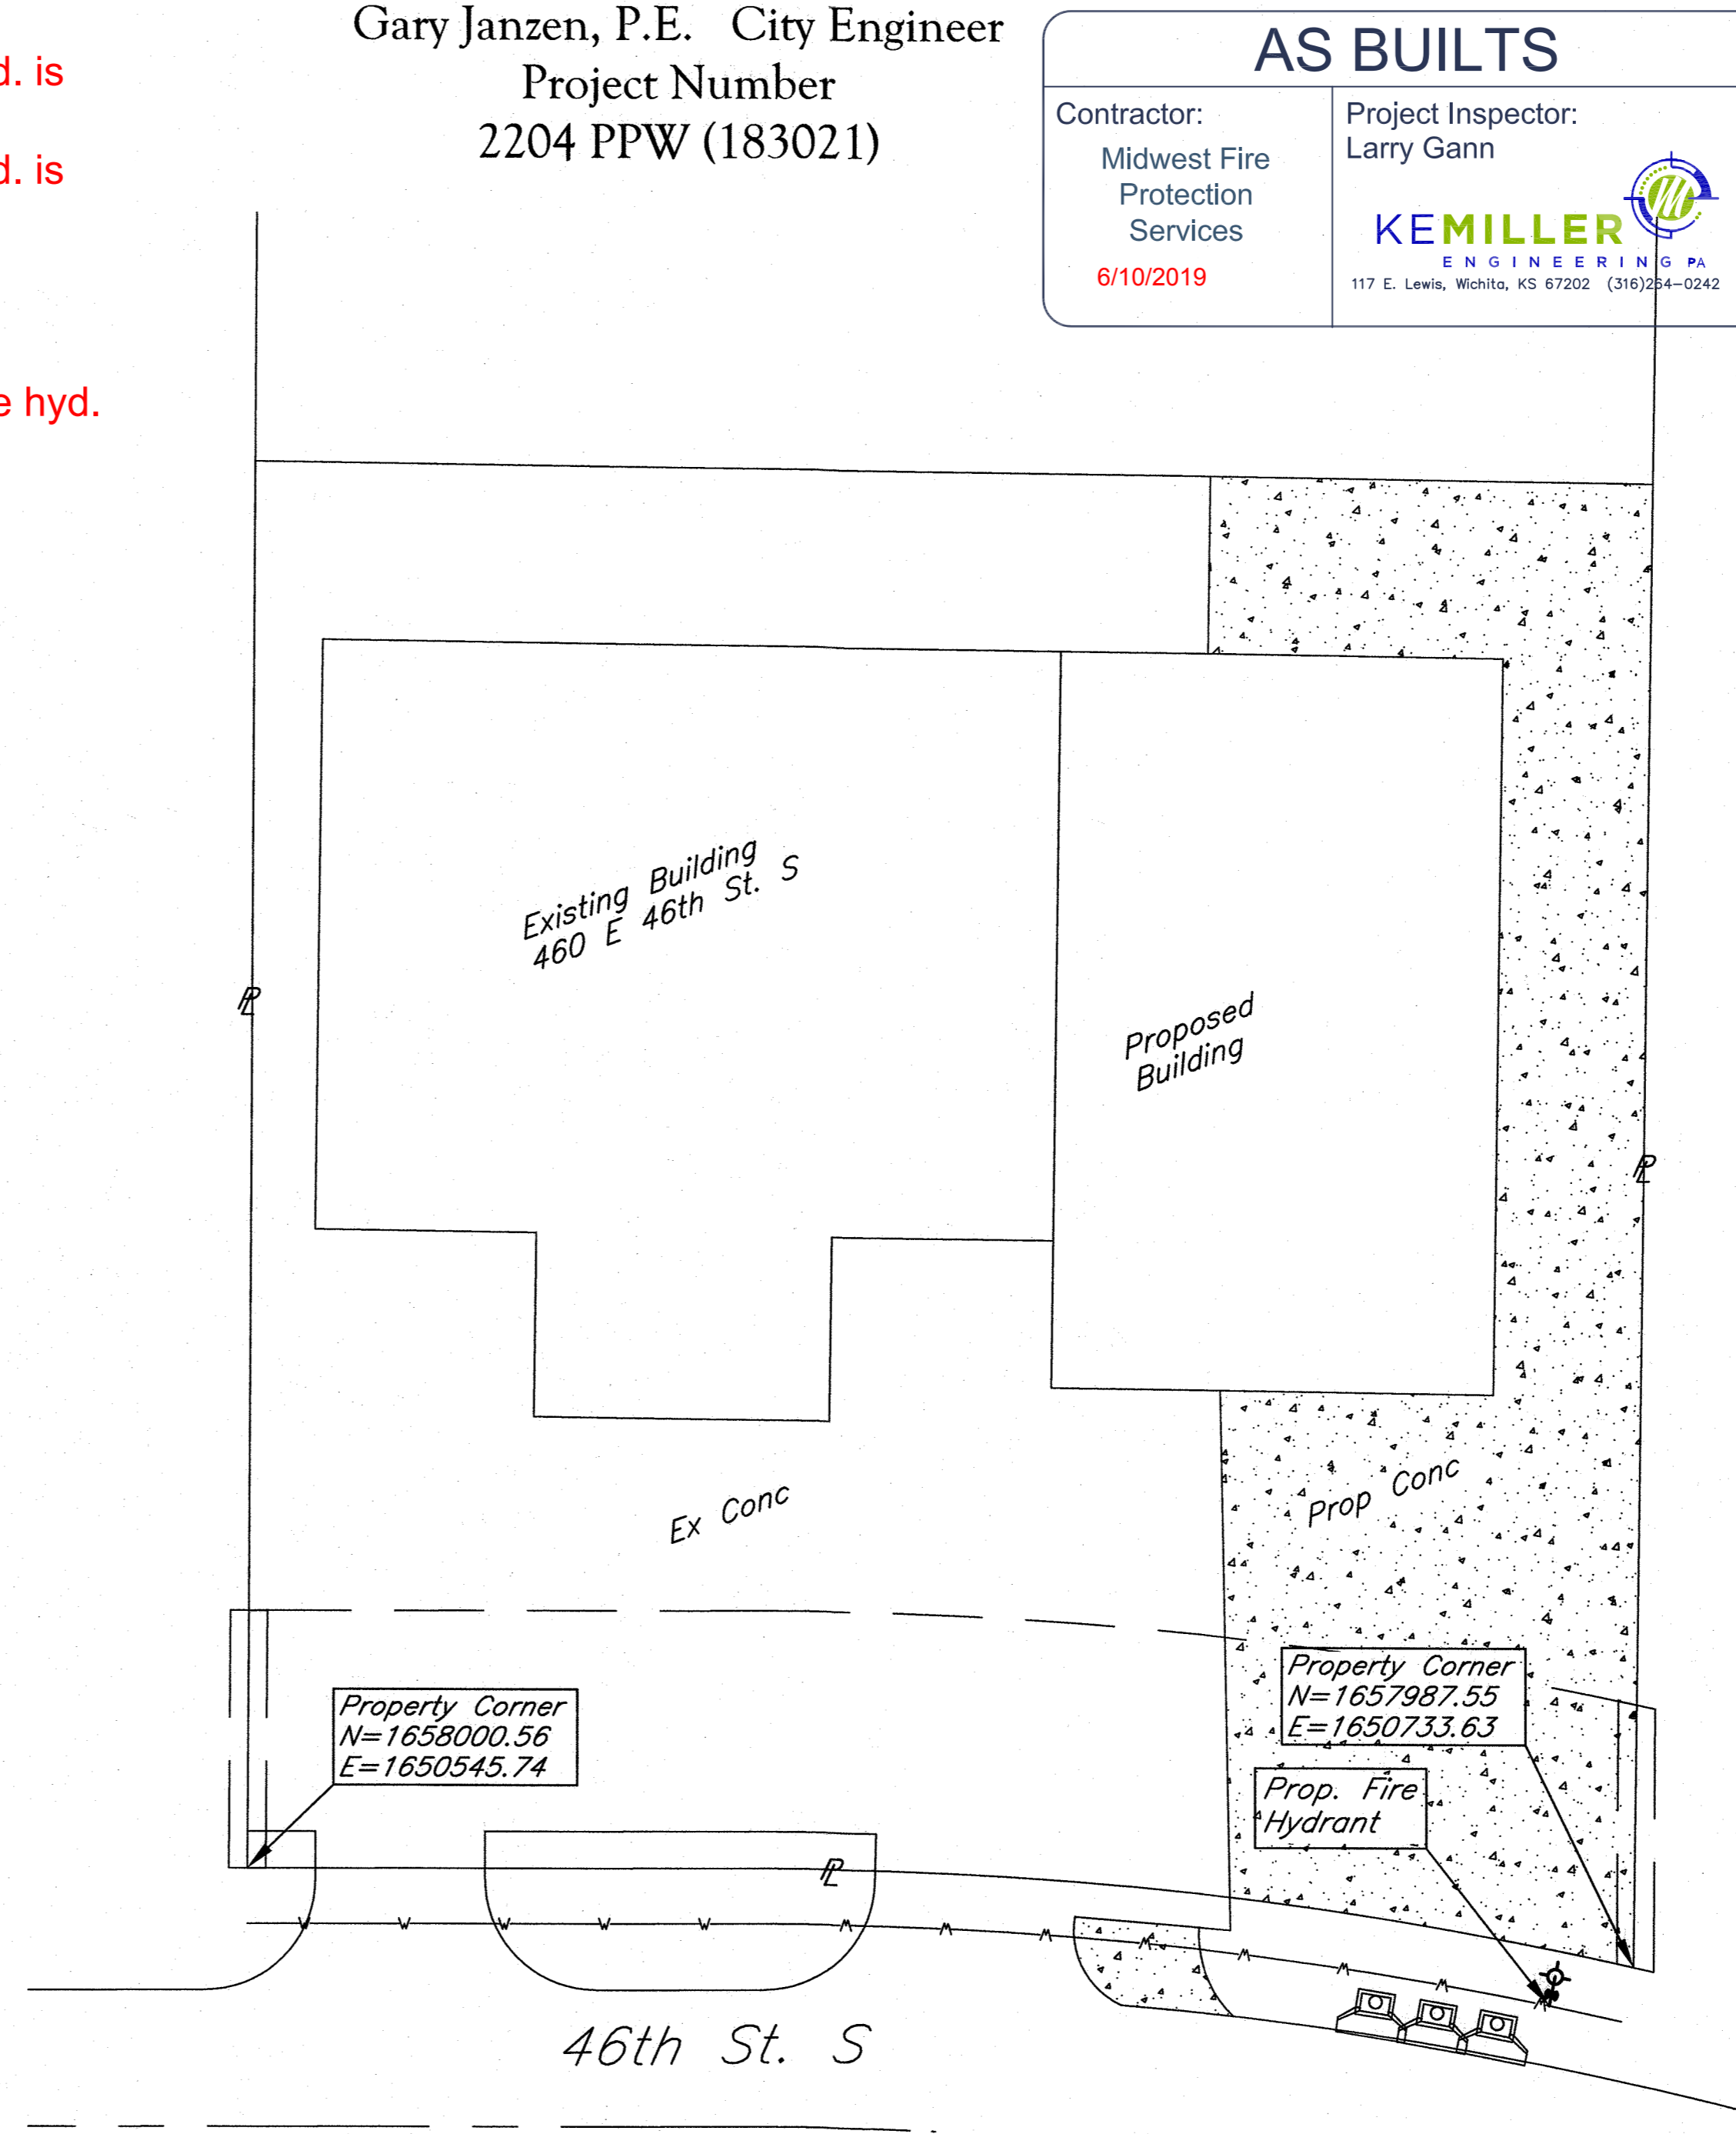 d. is
d. is
e hyd.
Gary Janzen, P.E. City Engineer
Project Number
2204 PPW (183021)
AS BUILTS
Contractor:
Midwest Fire
Protection
Services
6/10/2019
Project Inspector:
Larry Gann
KEMILLER
ENGINEERING PA
117 E. Lewis, Wichita, KS 67202 (316)264-0242
Existing Building
460 E 46th St. S
Proposed
Building
PL
PL
Ex Conc
Prop Conc
Property Corner
N=1658000.56
E=1650545.74
Property Corner
N=1657987.55
E=1650733.63
Prop. Fire
Hydrant
PL
W W W W W W W W W W W W W
46th St. S